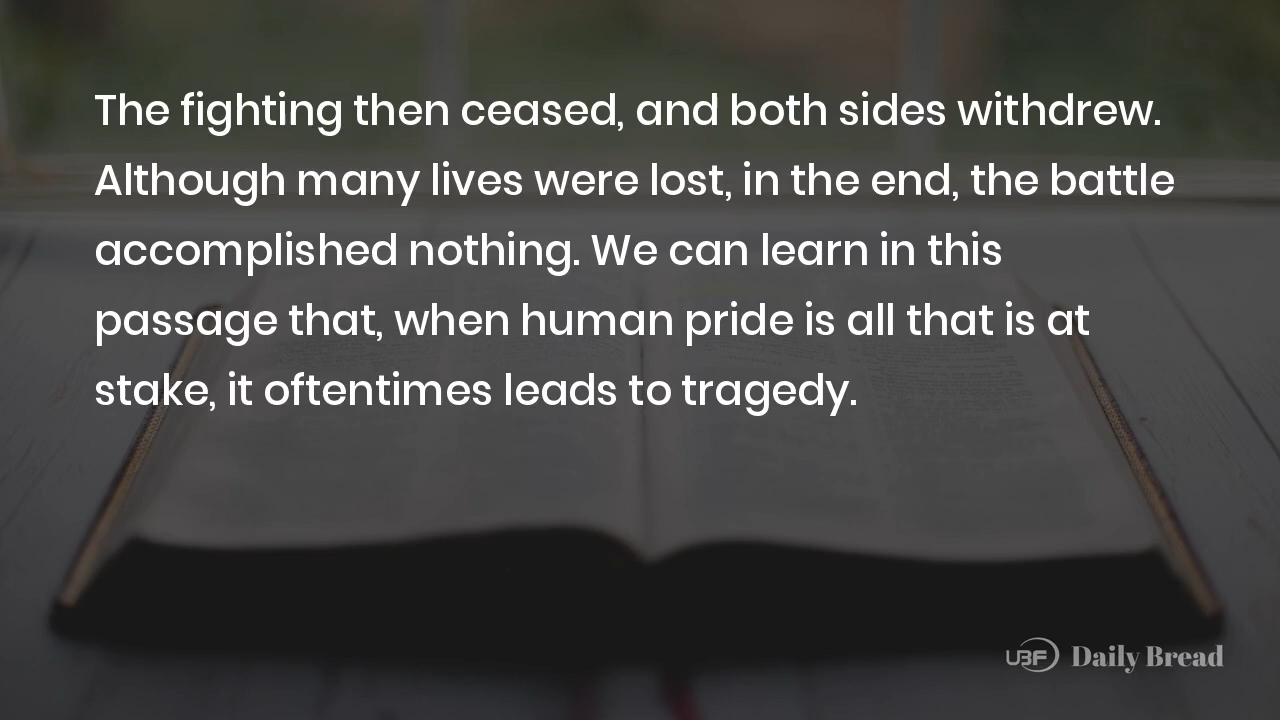 The fighting then ceased, and both sides withdrew.
Although many lives were lost, in the end, the battle
accomplished nothing. We can learn in this
passage that, when human pride is all that is at
stake, it oftentimes leads to tragedy.
UBF Daily Bread